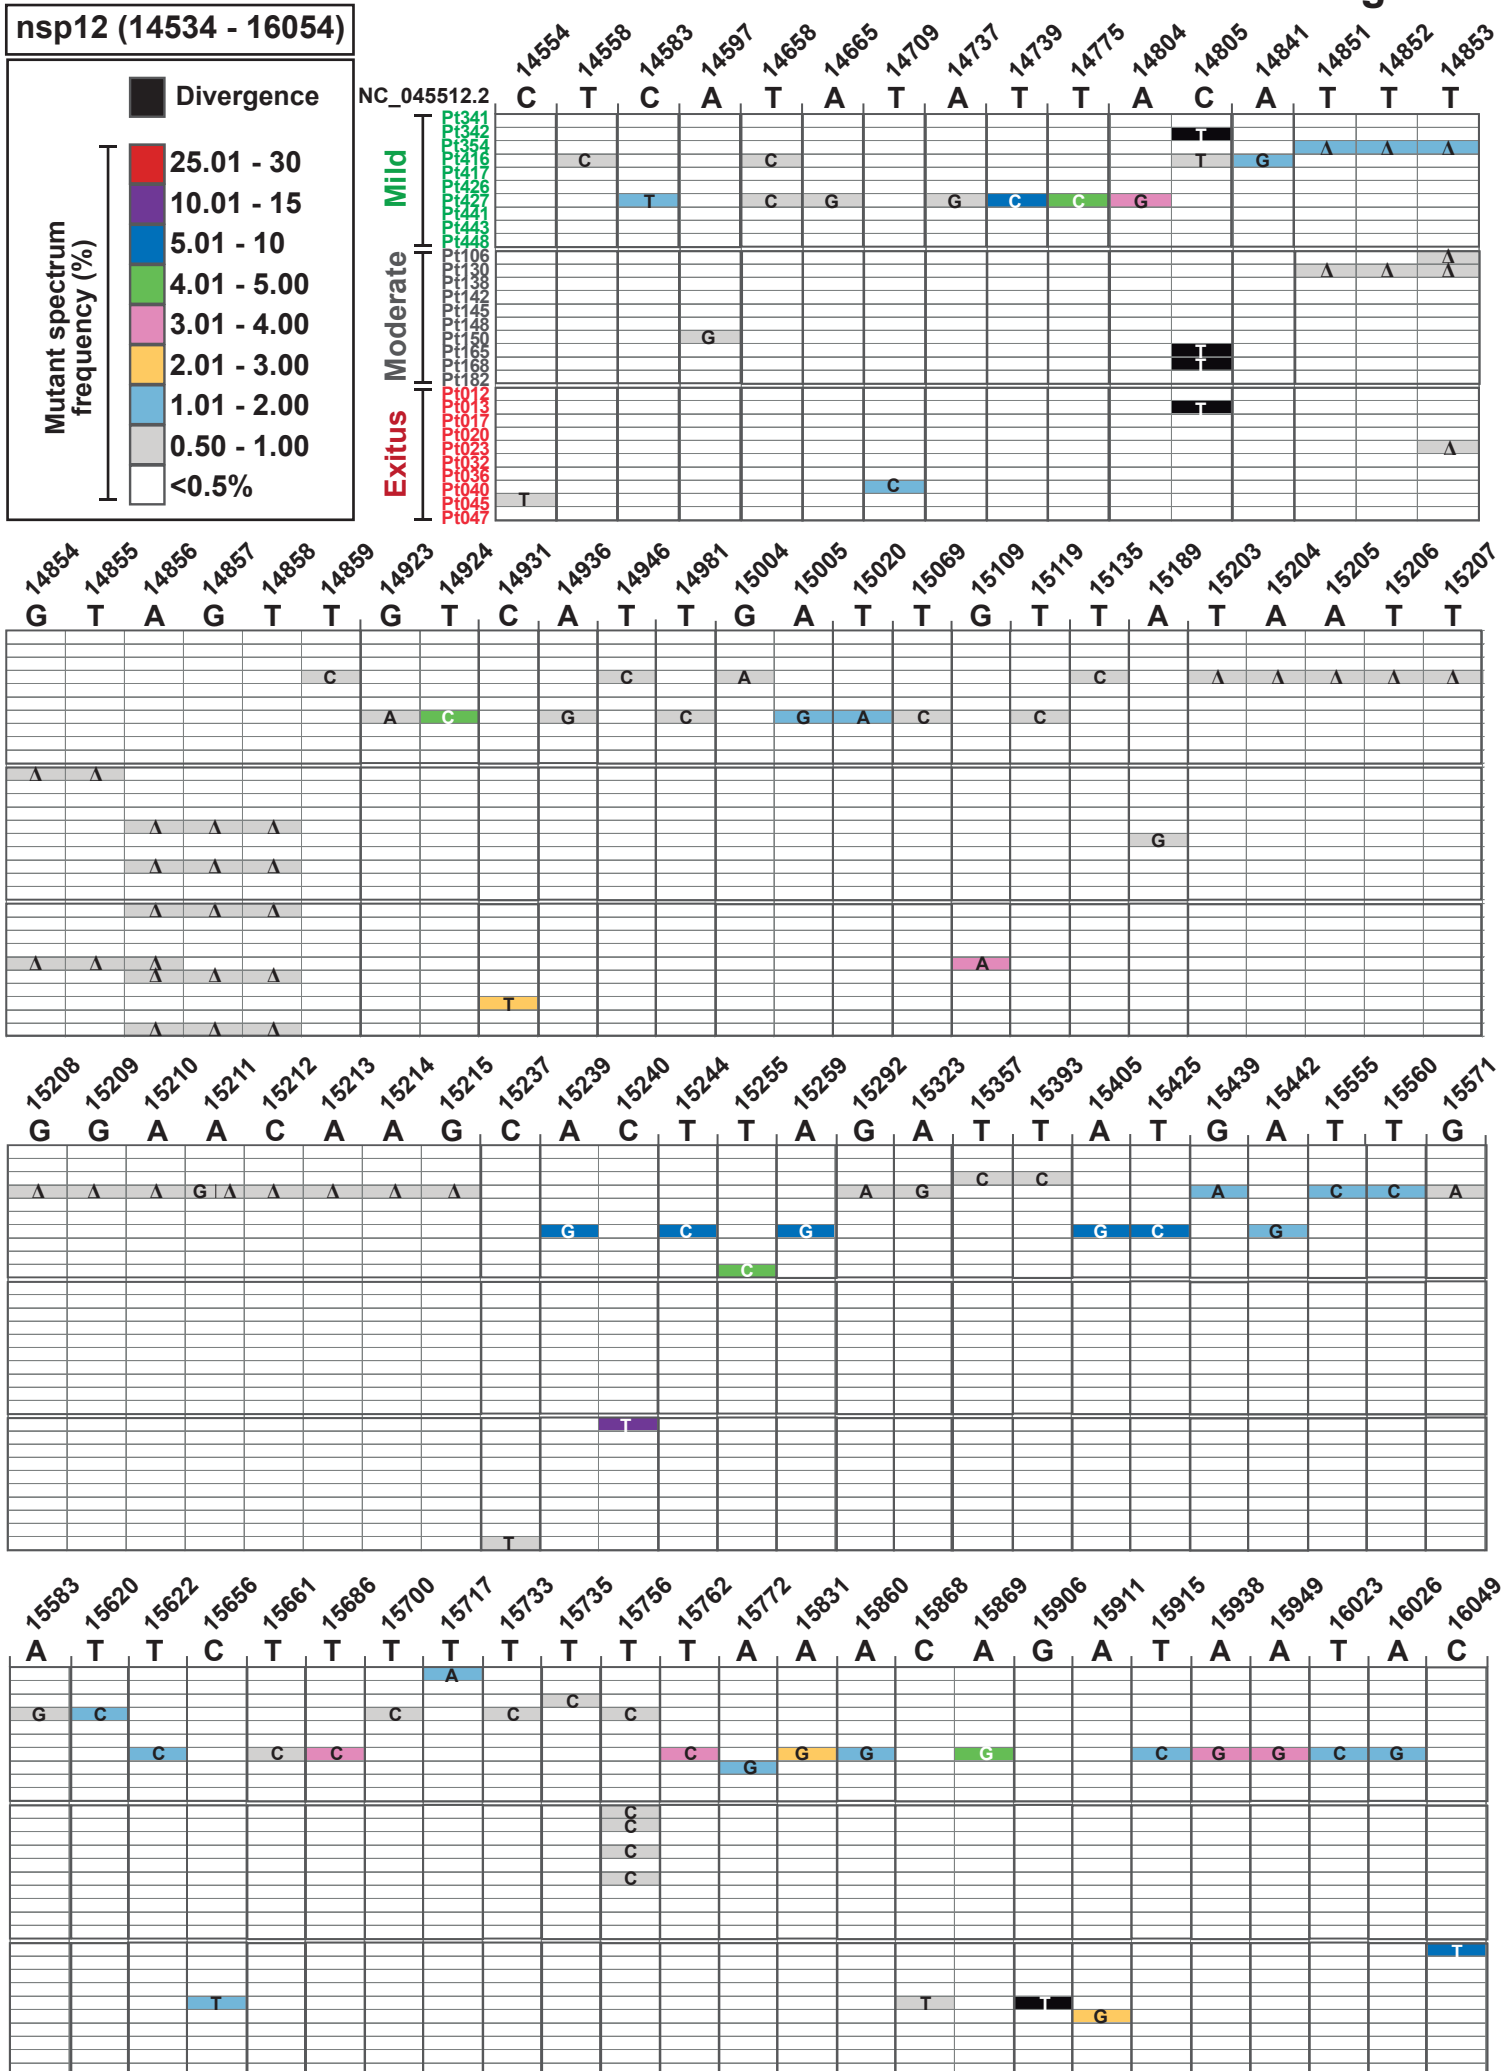 g
nsp12 (14534 - 16054)
Divergence
Mutant spectrum frequency (%)
25.01 - 30
10.01 - 15
5.01 - 10
4.01 - 5.00
3.01 - 4.00
2.01 - 3.00
1.01 - 2.00
0.50 - 1.00
<0.5%
14554 14558 14583 14597 14658 14665 14709 14737 14739 14775 14804 14805 14841 14851 14852 14853
NC_045512.2 C T C A T A T A T T A C A T T T
Mild
Pt341
Pt342 T
Pt354 Δ Δ Δ
Pt416 C C T G
Pt417
Pt426
Pt427 T C G G C C G
Pt441
Pt443
Pt448
Moderate
Pt106 Δ
Pt130 Δ Δ Δ
Pt138
Pt142
Pt145
Pt148
Pt150 G
Pt165 T
Pt168 T
Pt182
Exitus
Pt012
Pt013 T
Pt017
Pt020
Pt023 Δ
Pt032
Pt036
Pt040 C
Pt045 T
Pt047
14854 14855 14856 14857 14858 14859 14923 14924 14931 14936 14946 14981 15004 15005 15020 15069 15109 15119 15135 15189 15203 15204 15205 15206 15207
G T A G T T G T C A T T G A T T G T T A T A A T T
C C A C Δ Δ Δ Δ Δ
A C G C G A C C
Δ Δ
Δ Δ Δ
G
Δ Δ Δ
Δ Δ Δ
Δ Δ Δ A
Δ Δ Δ
T
Δ Δ Δ
15208 15209 15210 15211 15212 15213 15214 15215 15237 15239 15240 15244 15255 15259 15292 15323 15357 15393 15405 15425 15439 15442 15555 15560 15571
G G A A C A A G C A C T T A G A T T A T G A T T G
C C
Δ Δ Δ G | Δ Δ Δ Δ Δ A G A C C A
G C G G C G
C
T
T
15583 15620 15622 15656 15661 15686 15700 15717 15733 15735 15756 15762 15772 15831 15860 15868 15869 15906 15911 15915 15938 15949 16023 16026 16049
A T T C T T T T T T T T A A A C A G A T A A T A C
A
C
G C C C C
C C C C G G G C G G C G
G
C
C
C
C
T
T T T
G